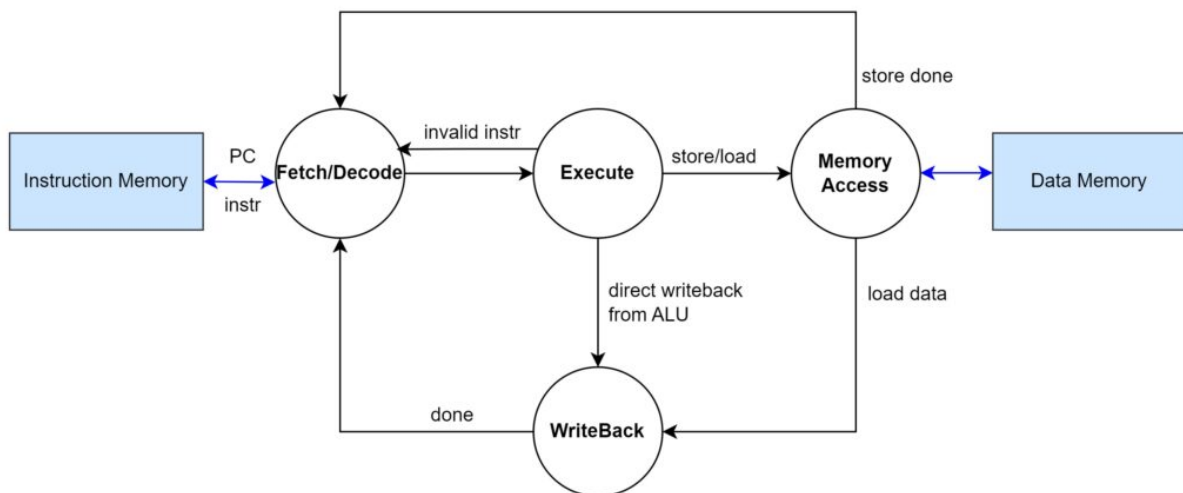 store done
invalid instr
PC
Instruction Memory
instr
Fetch/Decode
Execute
store/load
Memory
Access
Data Memory
direct writeback
from ALU
load data
done
WriteBack